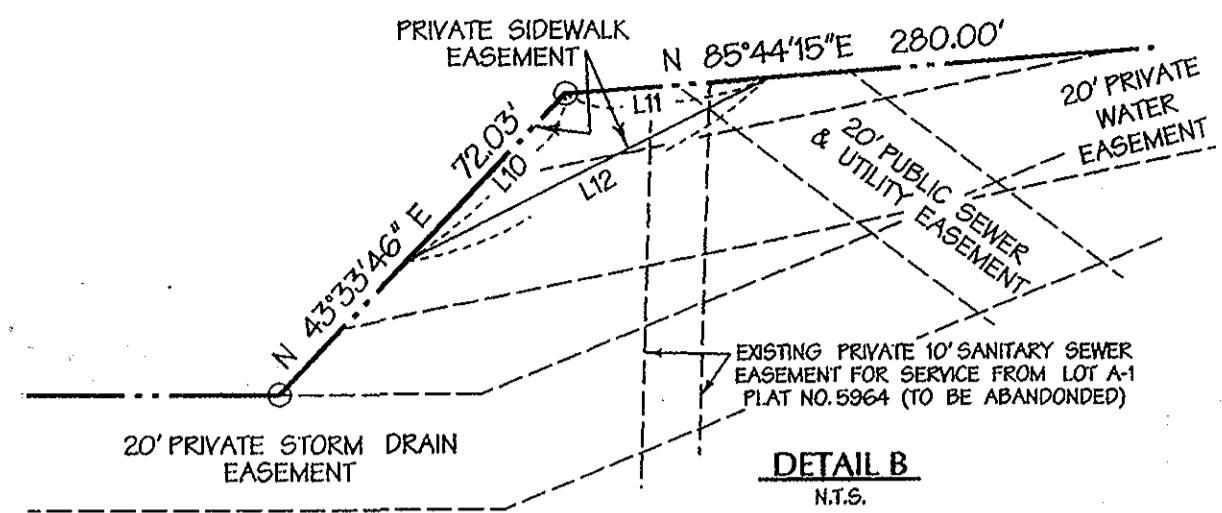 PRIVATE SIDEWALK
EASEMENT
N 85°44'15"E 280.00'
L11
20' PRIVATE
WATER
EASEMENT
72.03'
L10
L12
20' PUBLIC SEWER
& UTILITY EASEMENT
N 43°33'46" E
EXISTING PRIVATE 10' SANITARY SEWER
EASEMENT FOR SERVICE FROM LOT A-1
PLAT NO. 5964 (TO BE ABANDONDED)
20' PRIVATE STORM DRAIN
EASEMENT
DETAIL B
N.T.S.